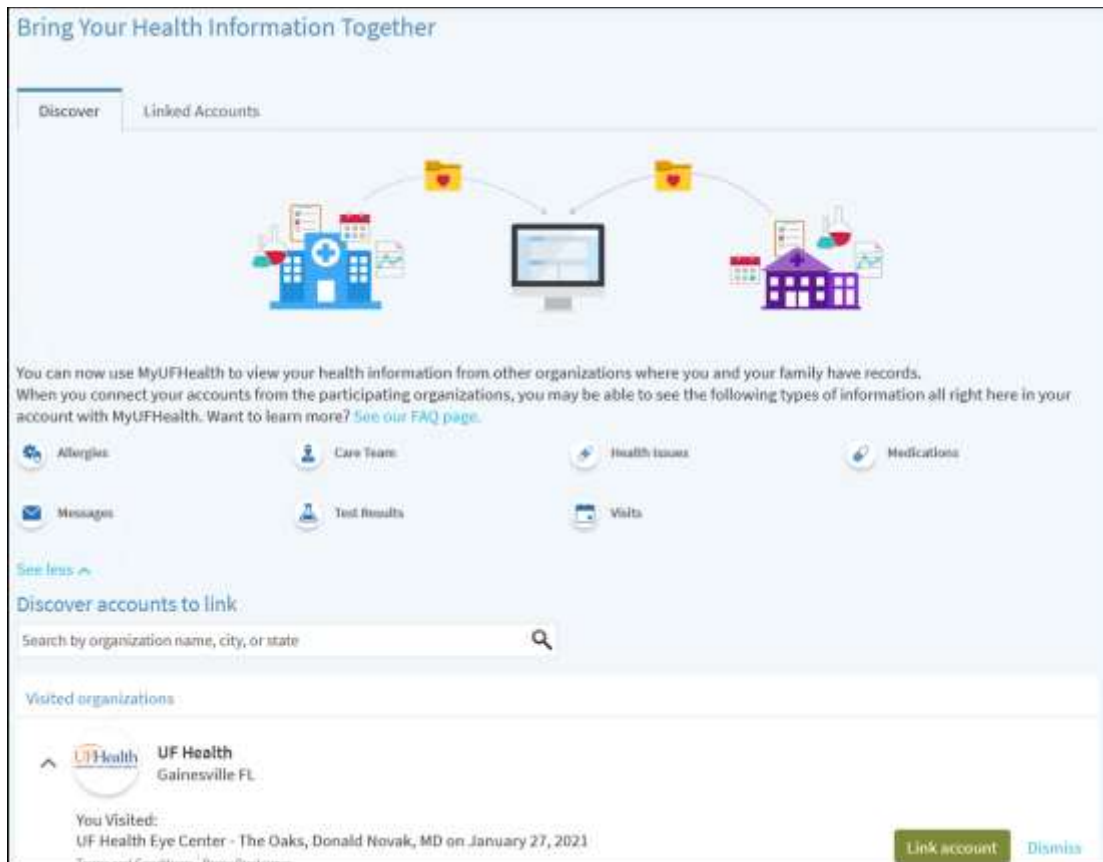 Bring Your Health Information Together
Discover
Linked Accounts
You can now use MyUFHealth to view your health information from other organizations where you and your family have records.
When you connect your accounts from the participating organizations, you may be able to see the following types of information all right here in your
account with MyUFHealth. Want to learn more? See our FAQ page.
Allergies
Care Team
Health Issues
Medications
Messages
Test Results
Visits
See less
Discover accounts to link
Search by organization name, city, or state
Visited organizations
UFHealth
UF Health
Gainesville FL
You Visited:
UF Health Eye Center - The Oaks, Donald Novak, MD on January 27, 2021
Link account
Dismiss